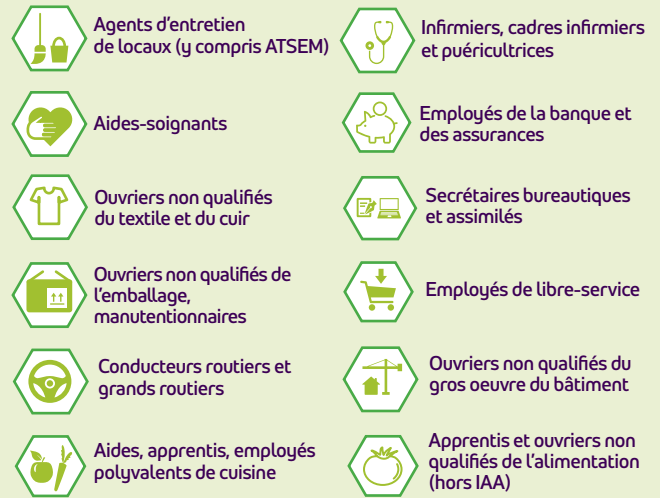 Agents d'entretien
de locaux (y compris ATSEM)
Aides-soignants
Ouvriers non qualifiés
du textile et du cuir
Ouvriers non qualifiés de
l'emballage,
manutentionnaires
Conducteurs routiers et
grands routiers
Aides, apprentis, employés
polyvalents de cuisine
Infirmiers, cadres infirmiers
et puéricultrices
Employés de la banque et
des assurances
Secrétaires bureautiques
et assimilés
Employés de libre-service
Ouvriers non qualifiés du
gros oeuvre du bâtiment
Apprentis et ouvriers non
qualifiés de l'alimentation
(hors IAA)